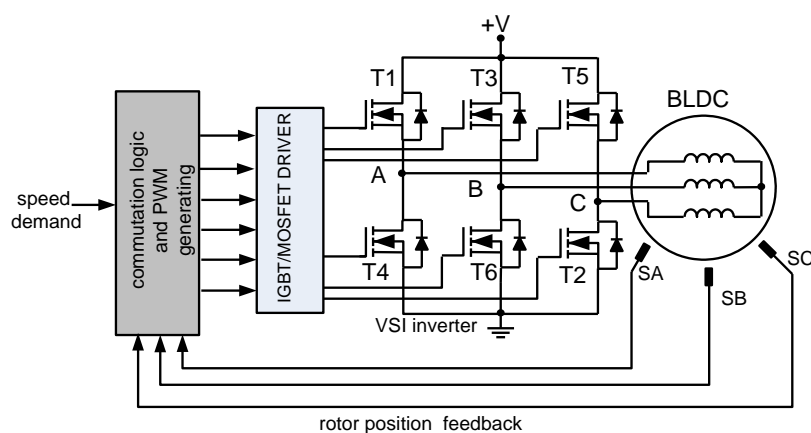 +V
T1
T3
T5
BLDC
commutation logic
and PWM
generating
IGBT/MOSFET DRIVER
speed
demand
A
B
C
T4
T6
T2
SA
SB
SC
VSI inverter
rotor position feedback